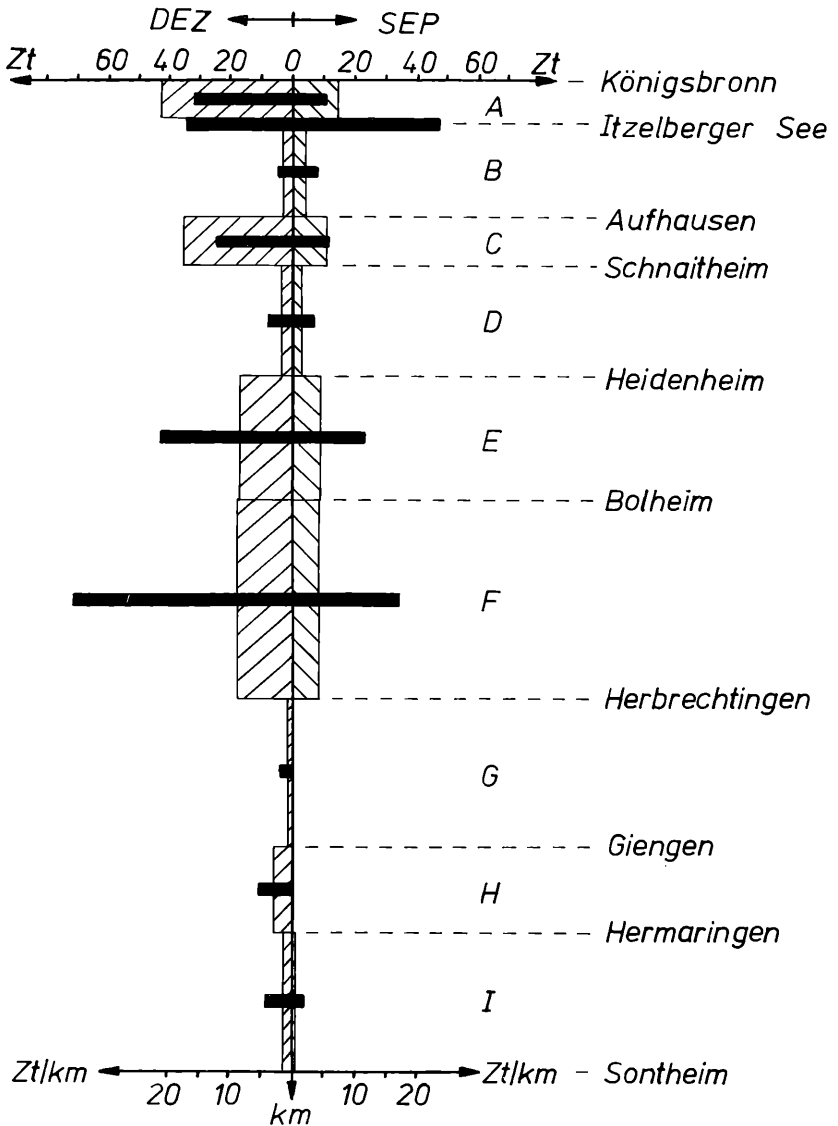 DEZ SEP
Zt 60 40 20 0 20 40 60 Zt
Königsbronn
A
Itzelberger See
B
Aufhausen
C
Schnaitheim
D
Heidenheim
E
Bolheim
F
Herbrechtingen
G
Giengen
H
Hermaringen
I
Zt/km Zt/km Sontheim
20 10 10 20
km